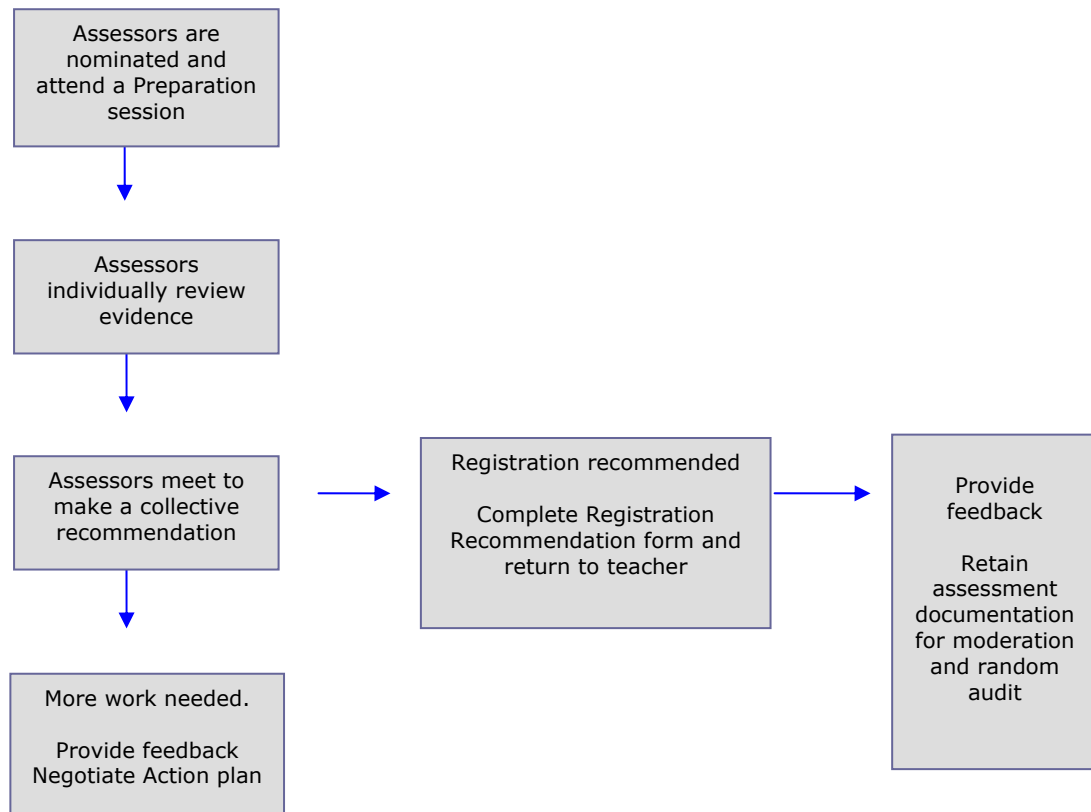 Assessors are
nominated and
attend a Preparation
session
Assessors
individually review
evidence
Assessors meet to
make a collective
recommendation
Registration recommended
Complete Registration
Recommendation form and
return to teacher
Provide
feedback
Retain
assessment
documentation
for moderation
and random
audit
More work needed.
Provide feedback
Negotiate Action plan